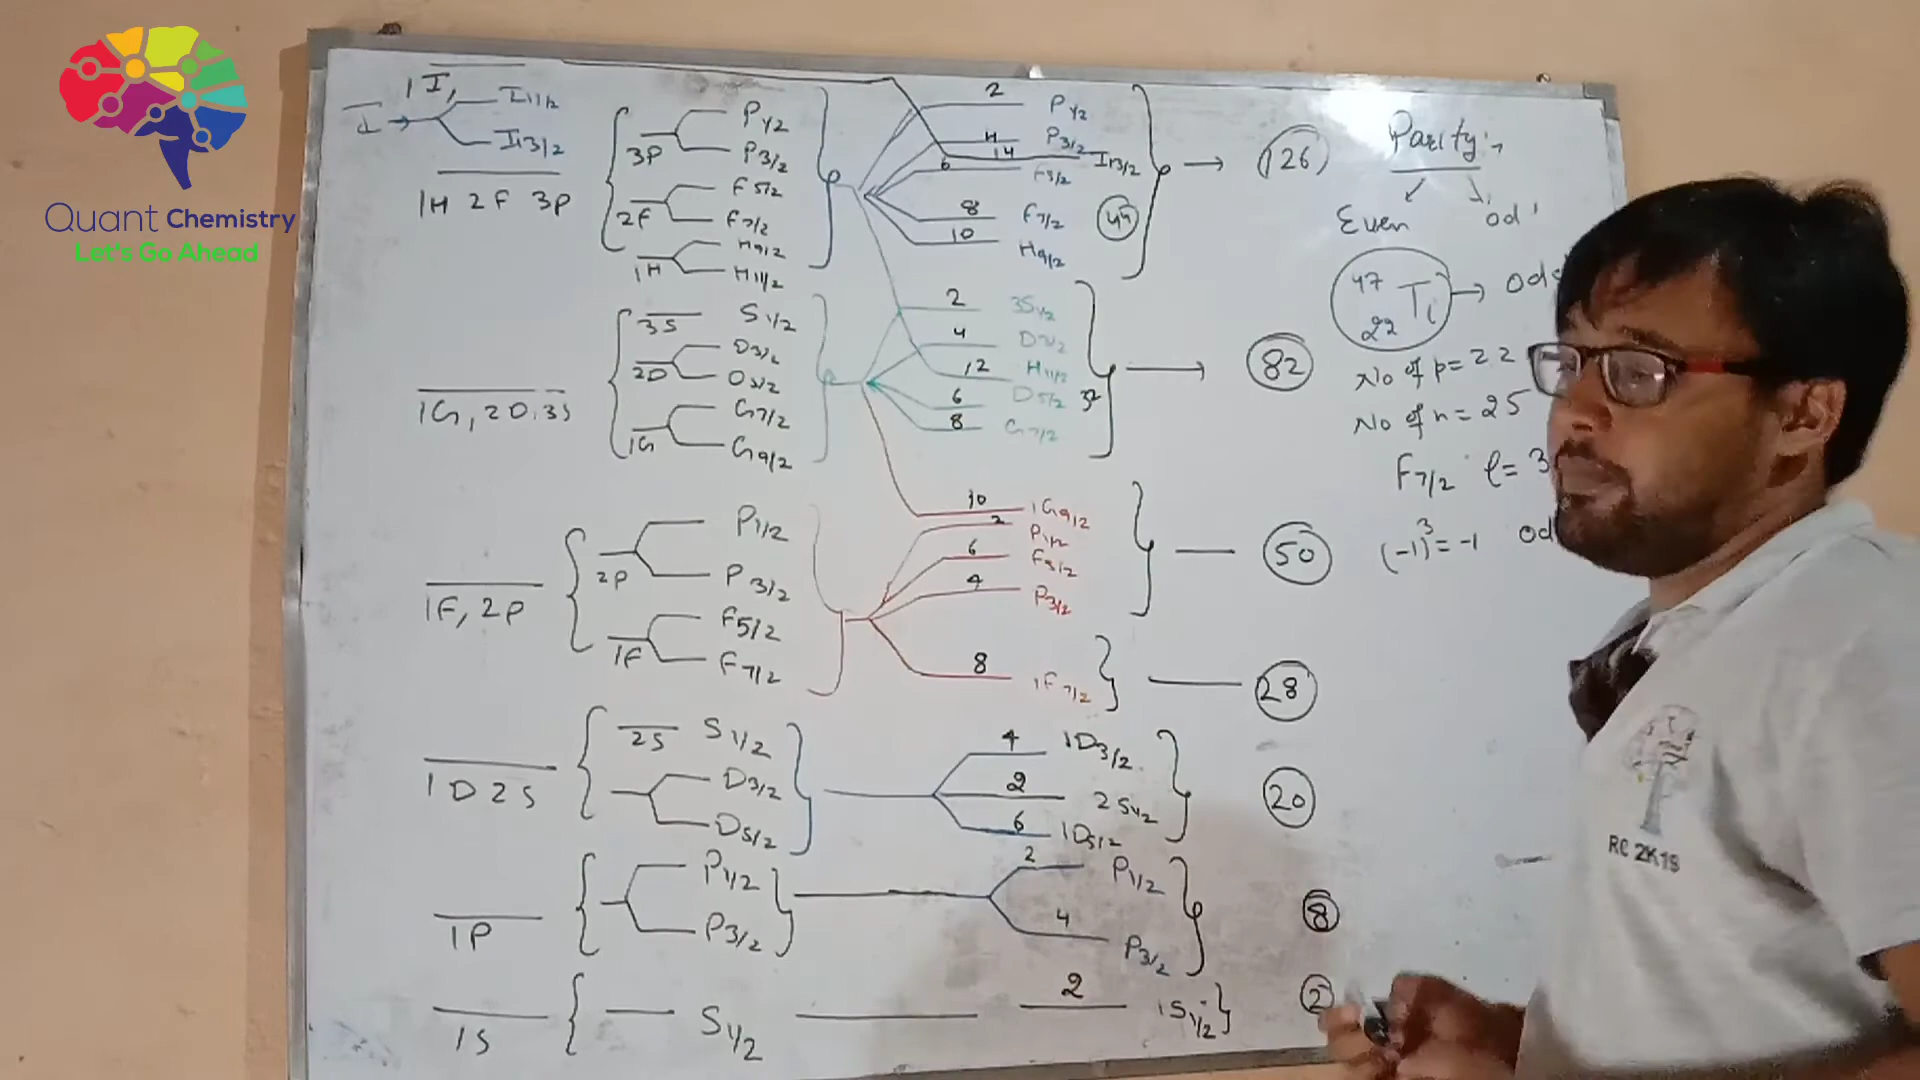 Quant Chemistry
Let's Go Ahead
1I,
I
I11/2
I13/2
1H 2F 3P
3P
P1/2
P3/2
2F
F5/2
F7/2
1H
H9/2
H11/2
2 P1/2
4 P3/2
14 I13/2
6 F5/2
8 F7/2
10 H9/2
44
126
1G, 2D, 3S
3S S1/2
2D
D3/2
D5/2
1G
G7/2
G9/2
2 3S1/2
4 D3/2
12 H11/2
6 D5/2
8 G7/2
32
82
1F, 2P
2P
P1/2
P3/2
1F
F5/2
F7/2
10 1G9/2
2 P1/2
6 F5/2
4 P3/2
50
8 1F7/2
28
1D 2S
2S S1/2
D3/2
D5/2
4 1D3/2
2 2S1/2
6 1D5/2
20
1P
P1/2
P3/2
2 P1/2
4 P3/2
8
1S
S1/2
2 1S1/2
2
Parity:
Even
47
22 Ti
No of p = 22
No of n = 25
F7/2 l = 3
(-1)3 = -1
RC 2K18